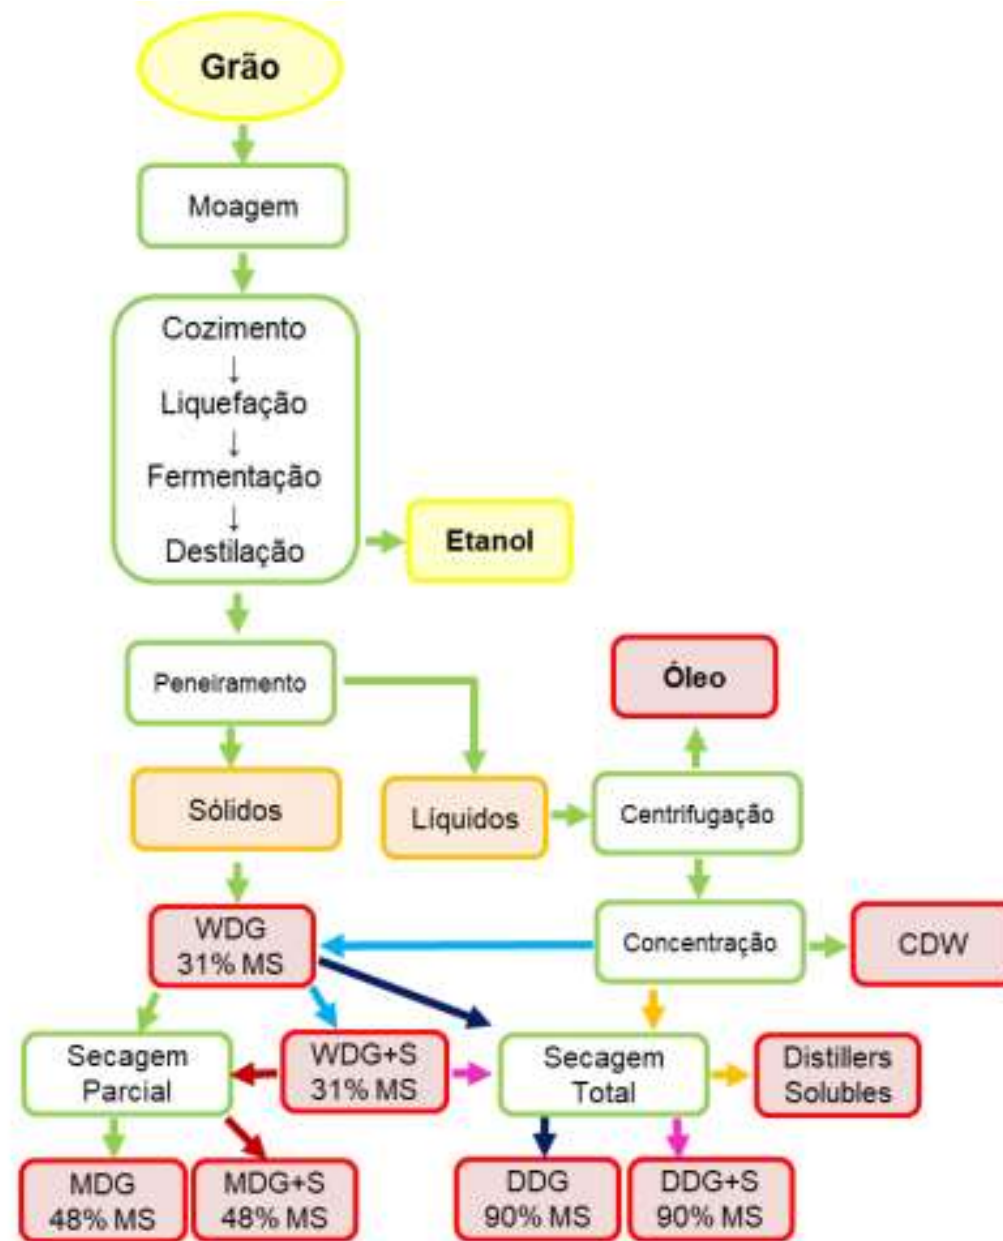 Grão
Moagem
Cozimento
↓
Liquefação
↓
Fermentação
↓
Destilação
Etanol
Peneiramento
Óleo
Sólidos
Líquidos
Centrifugação
WDG
31% MS
Concentração
CDW
Secagem
Parcial
WDG+S
31% MS
Secagem
Total
Distillers
Solubles
MDG
48% MS
MDG+S
48% MS
DDG
90% MS
DDG+S
90% MS